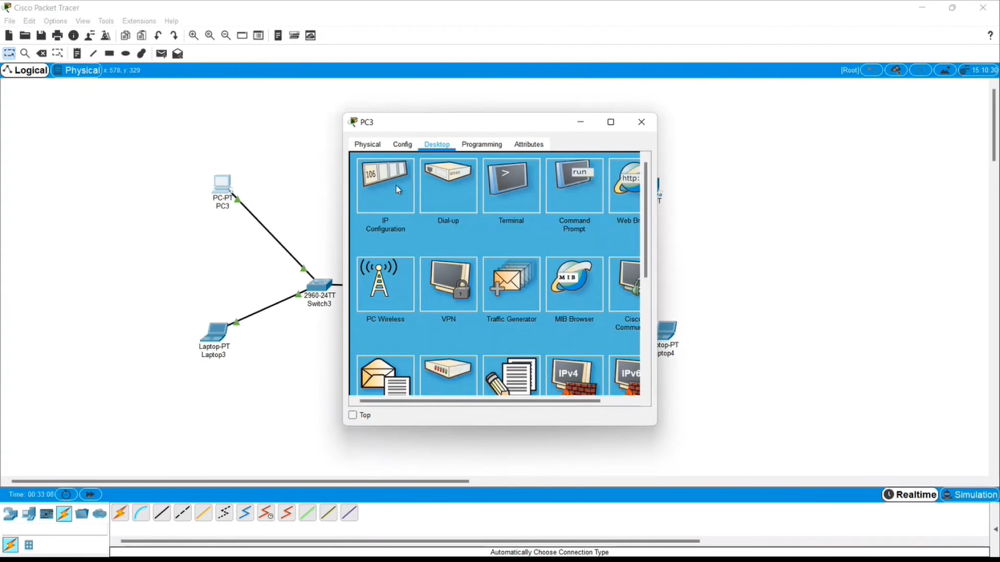 Cisco Packet Tracer
File Edit Options View Tools Extensions Help
?
Logical Physical x: 578, y: 329 [Root] 15:10:30
PC3
Physical Config Desktop Programming Attributes
106 > run http:
IP Configuration
Dial-up
Terminal
Command Prompt
Web Br
MIB
PC Wireless
VPN
Traffic Generator
MIB Browser
Cisco
Commun
IPv4 IPv6
Top
PC-PT
PC3
2960-24TT
Switch3
Laptop-PT
Laptop3
T
top-PT
ptop4
Time: 00:33:08 Realtime Simulation
Automatically Choose Connection Type